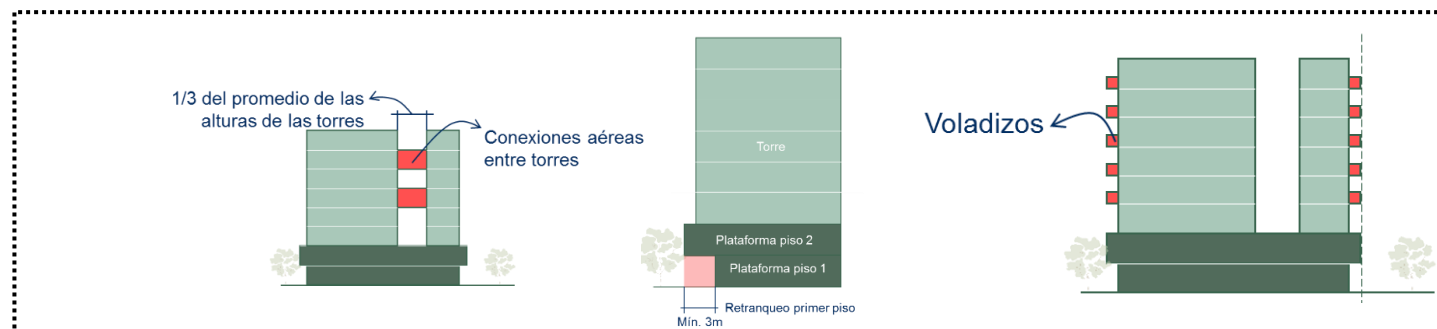 1/3 del promedio de las
alturas de las torres
Conexiones aéreas
entre torres
Torre
Plataforma piso 2
Plataforma piso 1
Retranqueo primer piso
Mín. 3m
Voladizos